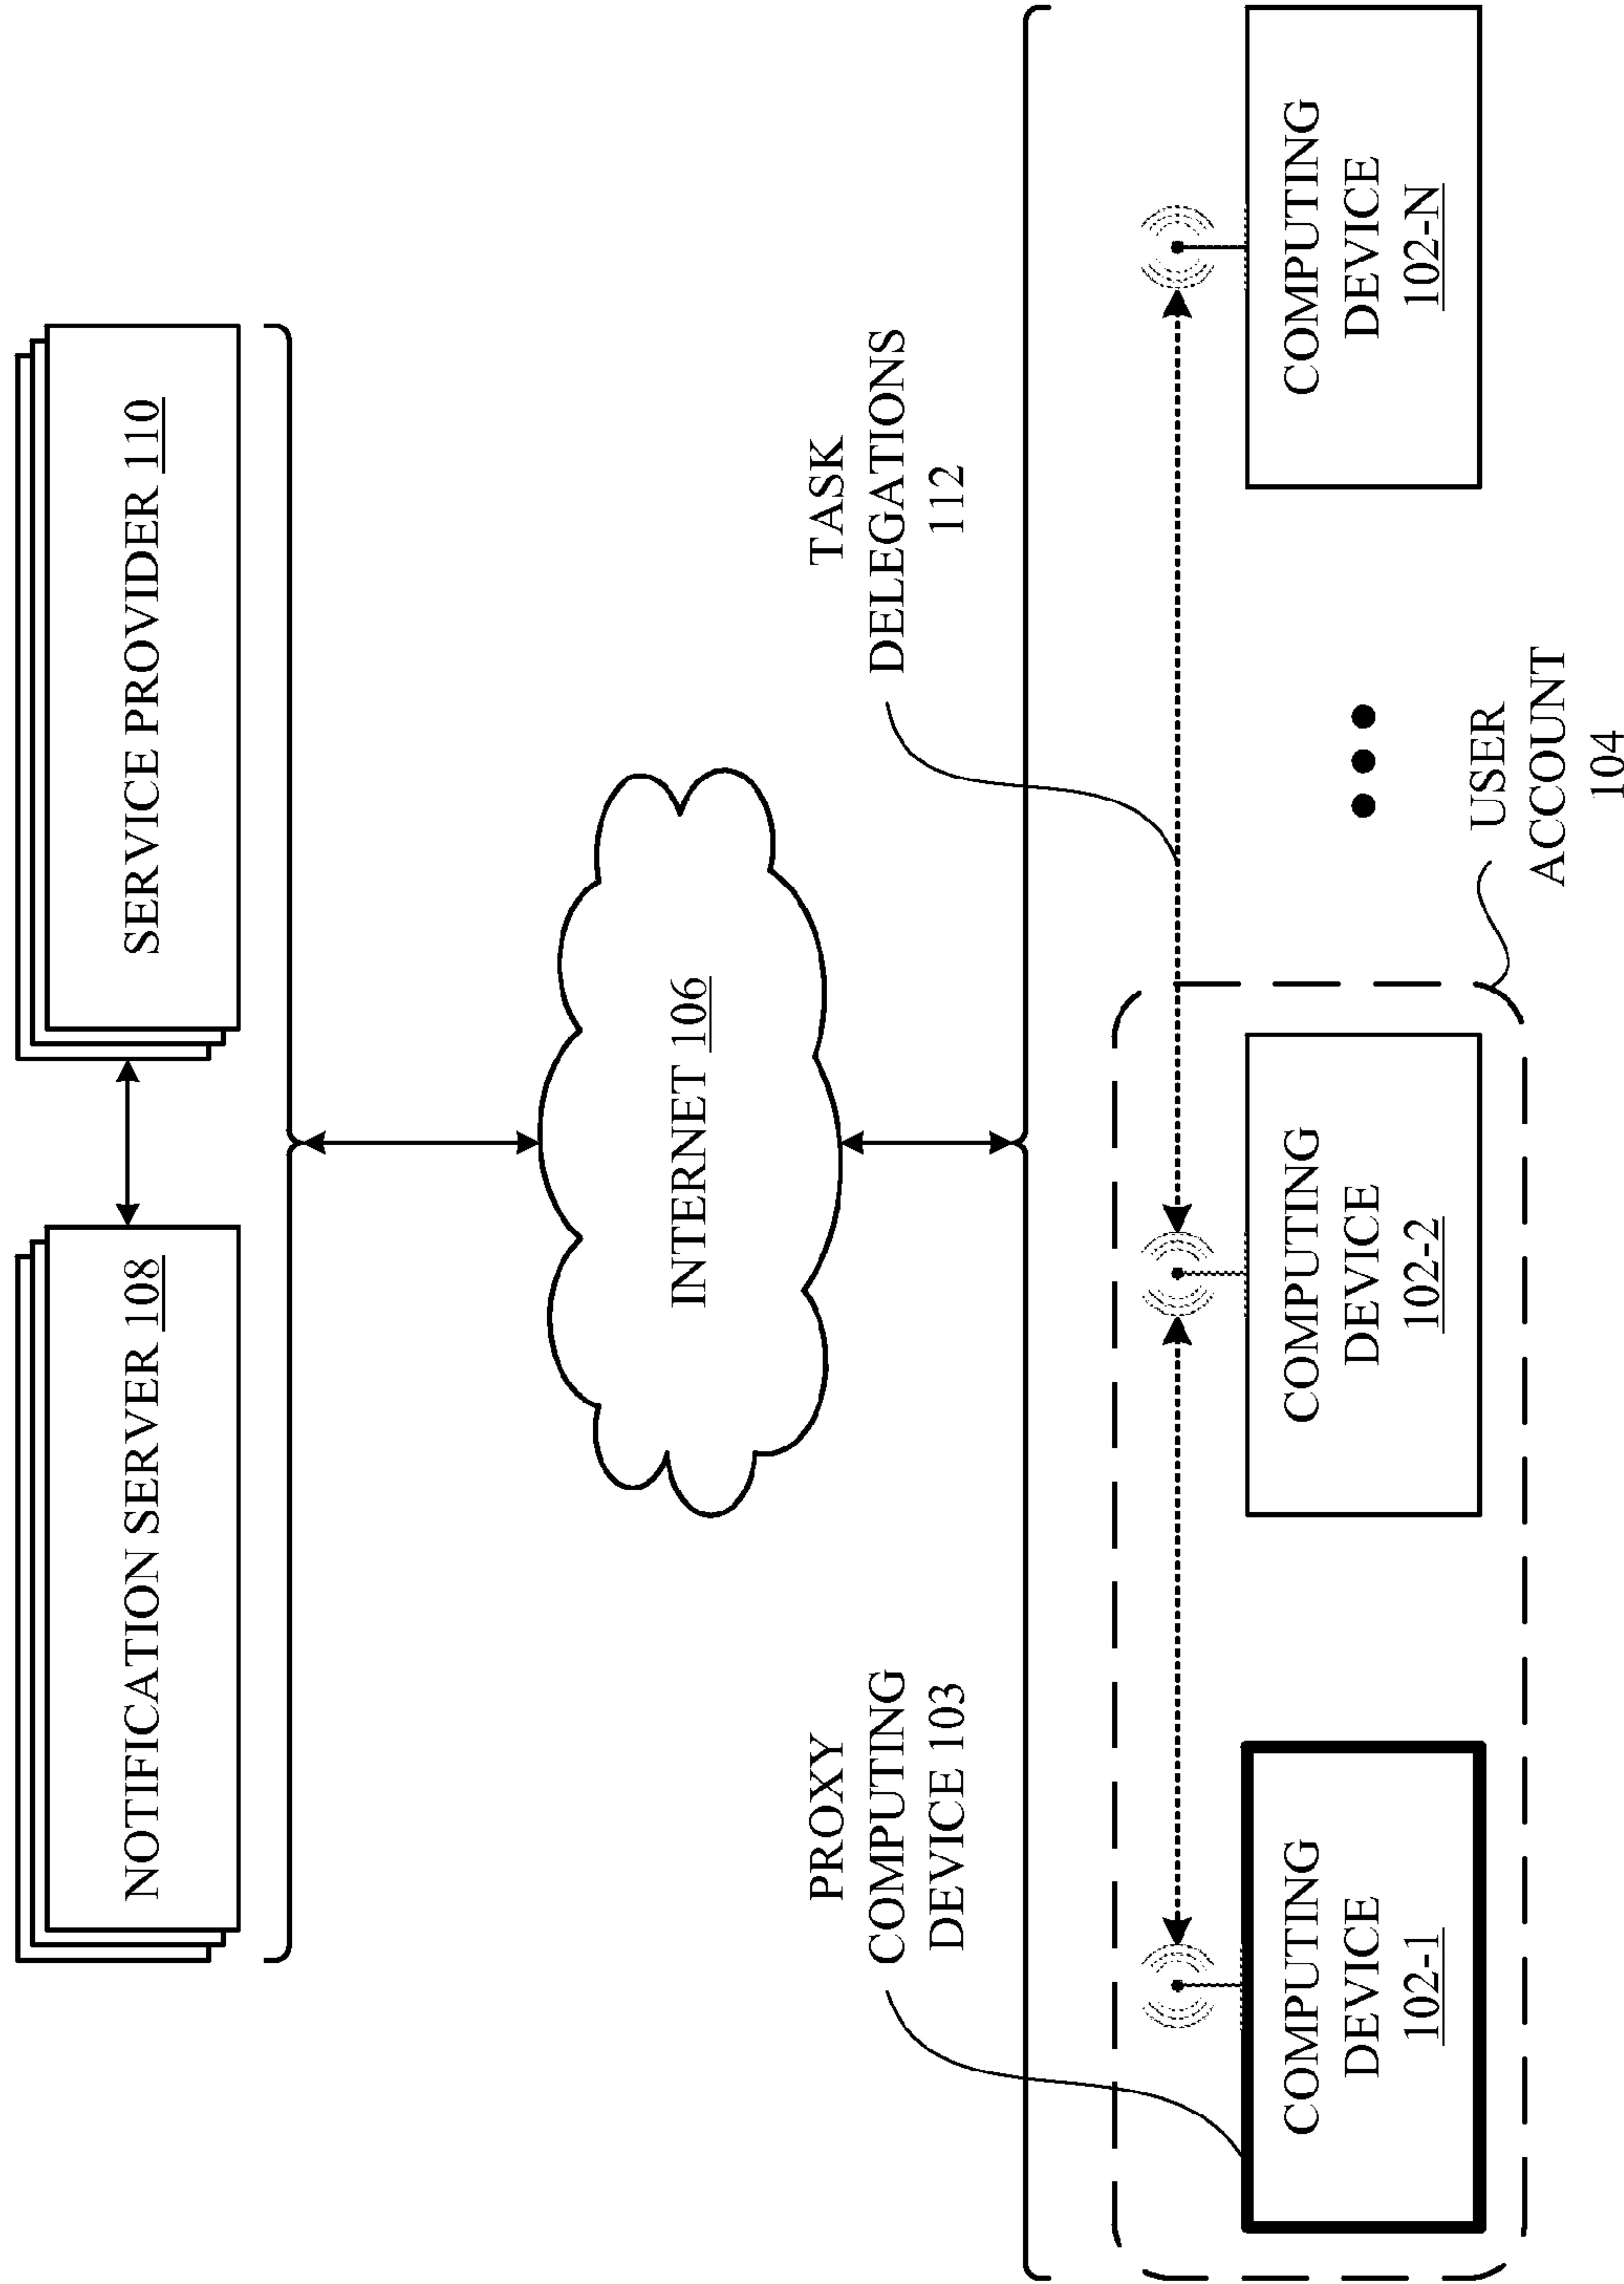 NOTIFICATION SERVER 108
SERVICE PROVIDER 110
INTERNET 106
PROXY
COMPUTING
DEVICE 103
TASK
DELEGATIONS
112
COMPUTING
DEVICE
102-1
COMPUTING
DEVICE
102-2
COMPUTING
DEVICE
102-N
USER
ACCOUNT
104